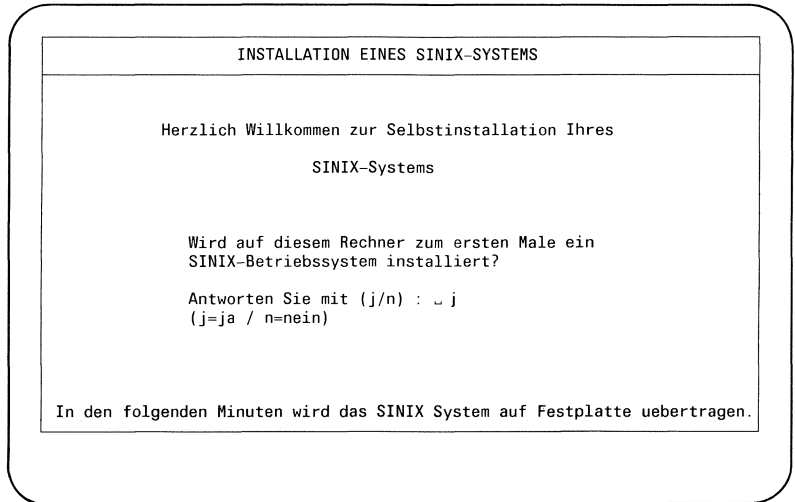 INSTALLATION EINES SINIX-SYSTEMS
Herzlich Willkommen zur Selbstinstallation Ihres
SINIX-Systems
Wird auf diesem Rechner zum ersten Male ein
SINIX-Betriebssystem installiert?
Antworten Sie mit (j/n) : ␣ j
(j=ja / n=nein)
In den folgenden Minuten wird das SINIX System auf Festplatte uebertragen.